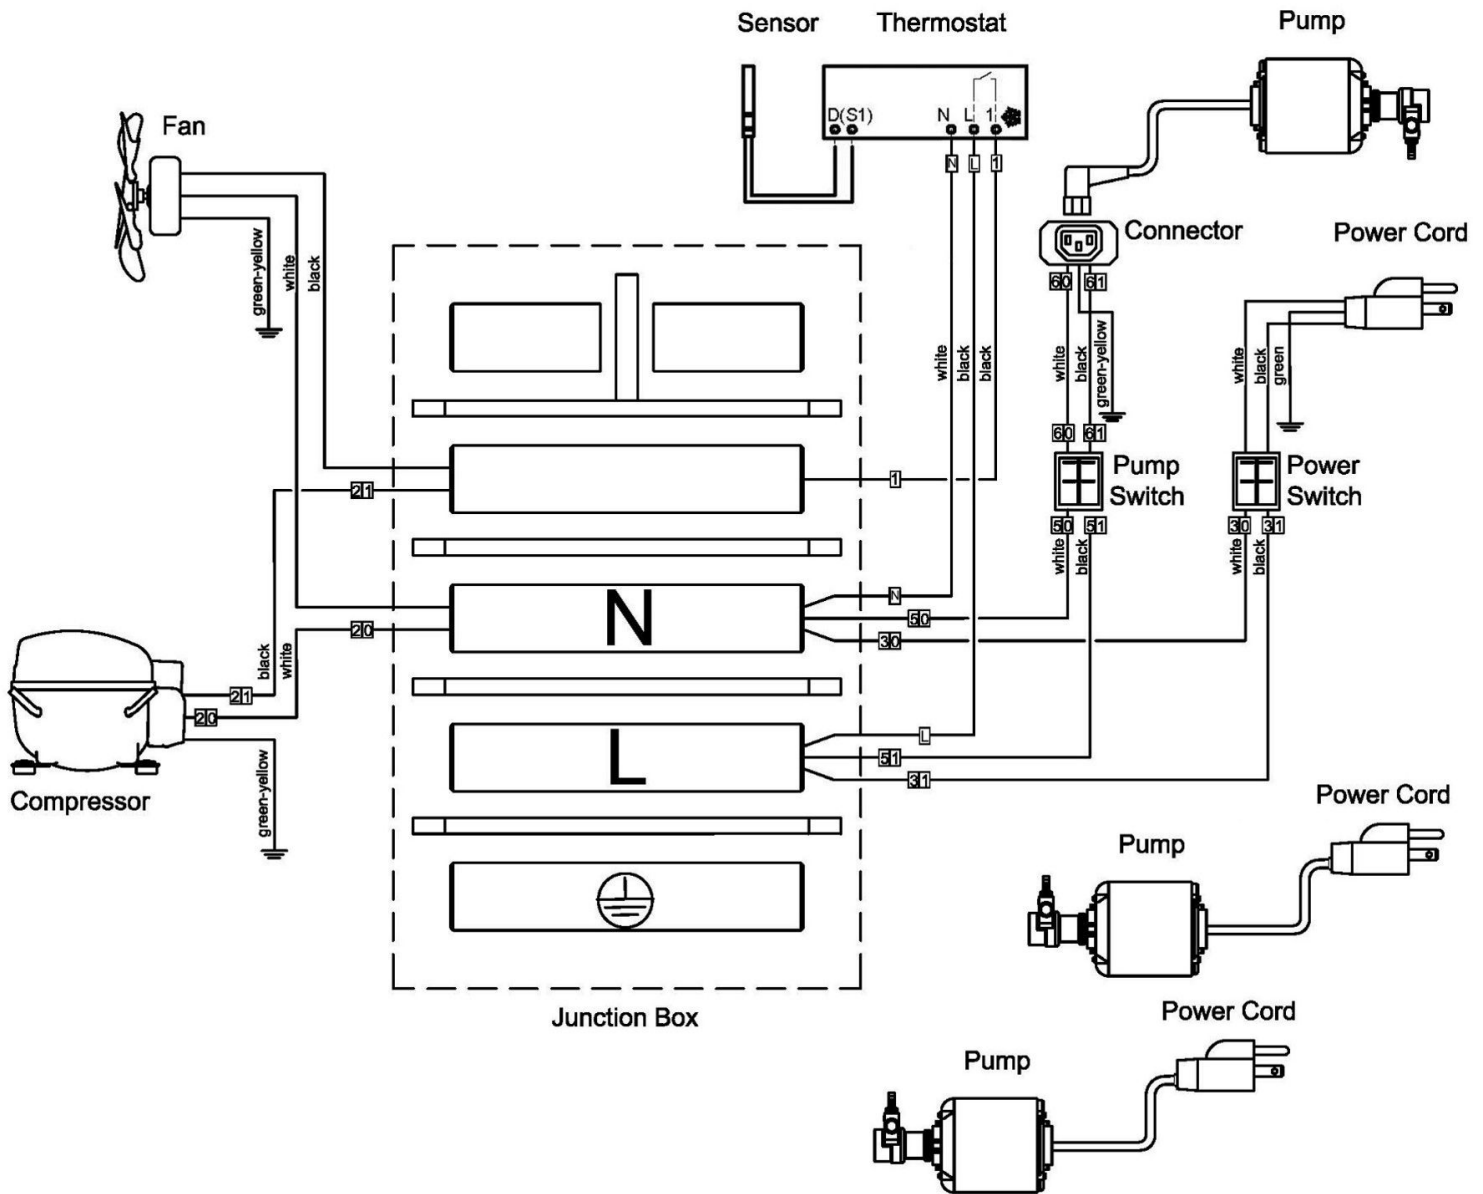 Sensor
Thermostat
Pump
D(S1)
N
L
1
N
L
1
Fan
Connector
Power Cord
60
61
green-yellow
white
black
white
black
black
white
black
green-yellow
white
black
green
60
61
Pump
Switch
Power
Switch
21
1
50
51
30
31
white
black
white
black
N
N
50
20
30
black
white
21
20
L
L
51
31
green-yellow
Compressor
Power Cord
Pump
Junction Box
Power Cord
Pump